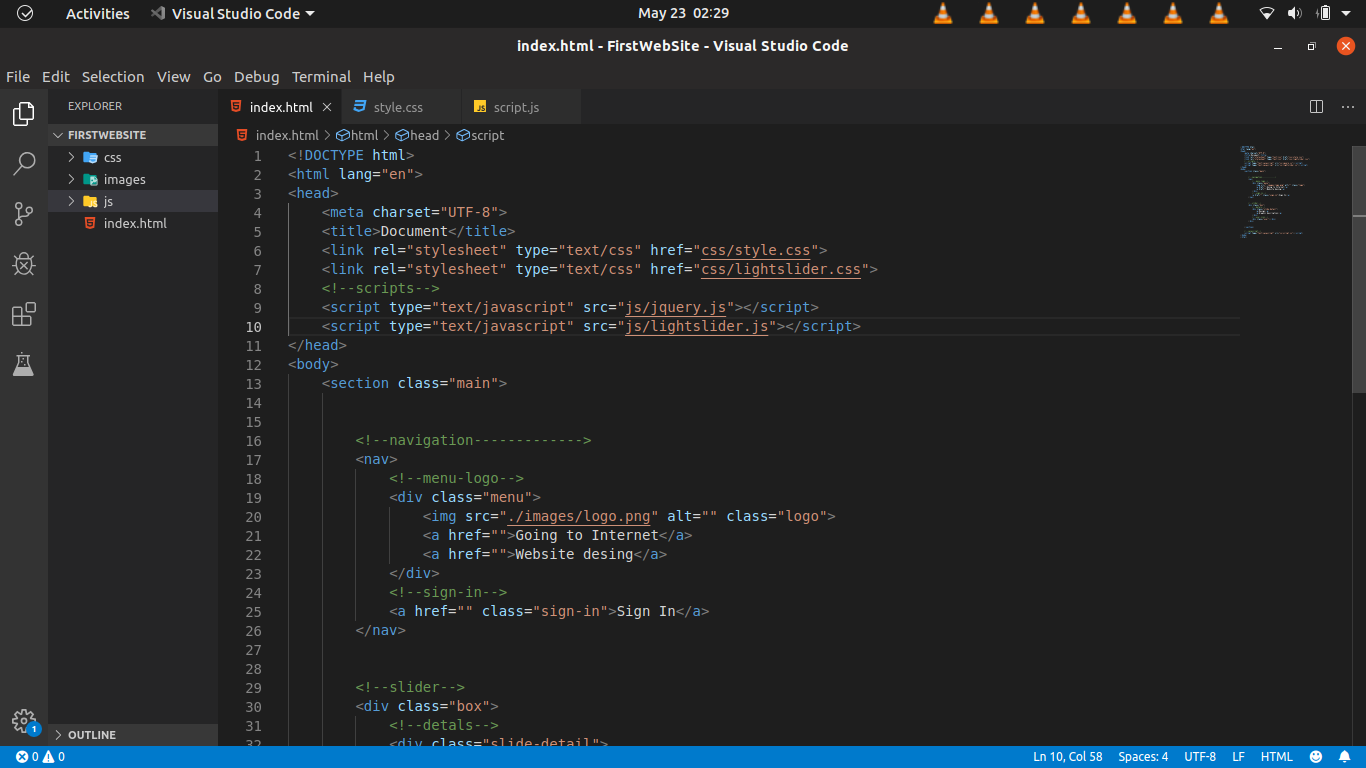 Activities Visual Studio Code May 23 02:29
index.html - FirstWebSite - Visual Studio Code
File Edit Selection View Go Debug Terminal Help
EXPLORER
FIRSTWEBSITE
css
images
js
index.html
OUTLINE
index.html style.css script.js
index.html html head script
1 <!DOCTYPE html>
2 <html lang="en">
3 <head>
4 <meta charset="UTF-8">
5 <title>Document</title>
6 <link rel="stylesheet" type="text/css" href="css/style.css">
7 <link rel="stylesheet" type="text/css" href="css/lightslider.css">
8 <!--scripts-->
9 <script type="text/javascript" src="js/jquery.js"></script>
10 <script type="text/javascript" src="js/lightslider.js"></script>
11 </head>
12 <body>
13 <section class="main">
14
15
16 <!--navigation------------->
17 <nav>
18 <!--menu-logo-->
19 <div class="menu">
20 <img src="./images/logo.png" alt="" class="logo">
21 <a href="">Going to Internet</a>
22 <a href="">Website desing</a>
23 </div>
24 <!--sign-in-->
25 <a href="" class="sign-in">Sign In</a>
26 </nav>
27
28
29 <!--slider-->
30 <div class="box">
31 <!--detals-->
32 <div class="slide-detail">
1
0 0 Ln 10, Col 58 Spaces: 4 UTF-8 LF HTML